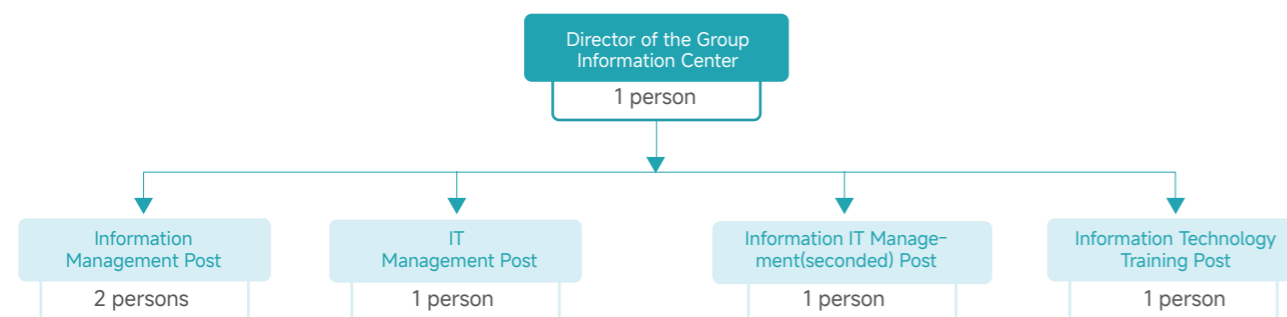 Director of the Group
Information Center
1 person
Information
Management Post
2 persons
IT
Management Post
1 person
Information IT Manage-
ment(seconded) Post
1 person
Information Technology
Training Post
1 person